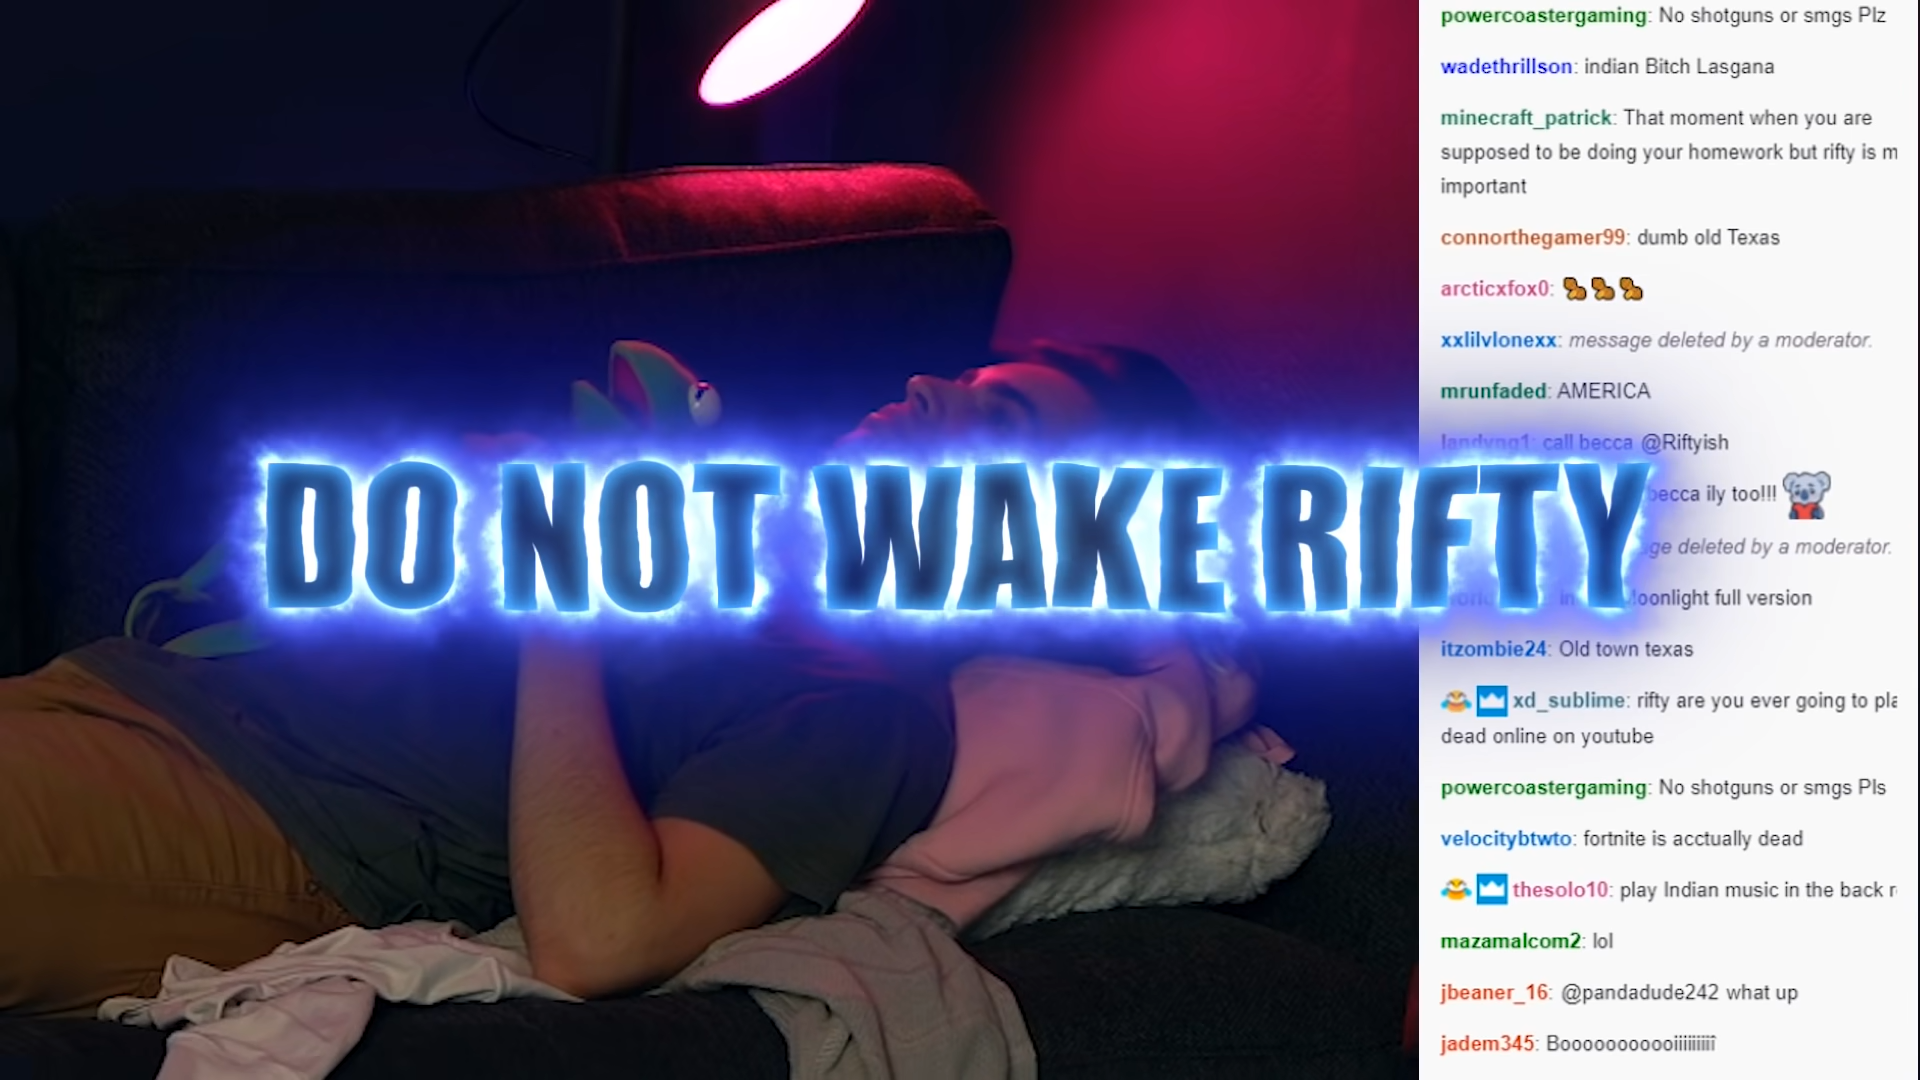 powercoastergaming: No shotguns or smgs Plz
wadethrillson: indian Bitch Lasgana
minecraft_patrick: That moment when you are
supposed to be doing your homework but rifty is m
important
connorthegamer99: dumb old Texas
arcticxfox0:
xxlilvlonexx: message deleted by a moderator.
mrunfaded: AMERICA
landyng1: call becca @Riftyish
DO NOT WAKE RIFTY
becca ily too!!!
deleted by a moderator.
full version
itzombie24: Old town texas
xd_sublime: rifty are you ever going to pla
dead online on youtube
powercoastergaming: No shotguns or smgs Pls
velocitybtwto: fortnite is acctually dead
thesolo10: play Indian music in the back r
mazamalcom2: lol
jbeaner_16: @pandadude242 what up
jadem345: Boooooooooooiiiiiiiiii